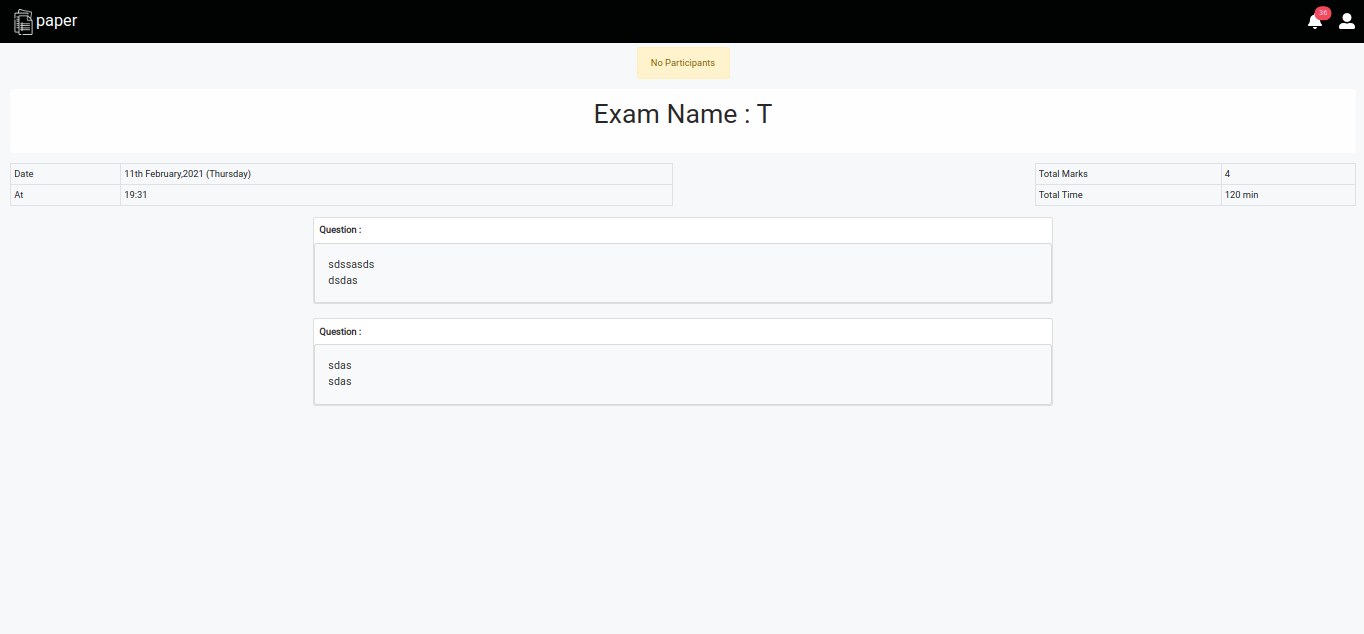 paper
36
No Participants
Exam Name : T
Date 11th February,2021 (Thursday)
At 19:31
Total Marks 4
Total Time 120 min
Question :
sdssasds
dsdas
Question :
sdas
sdas